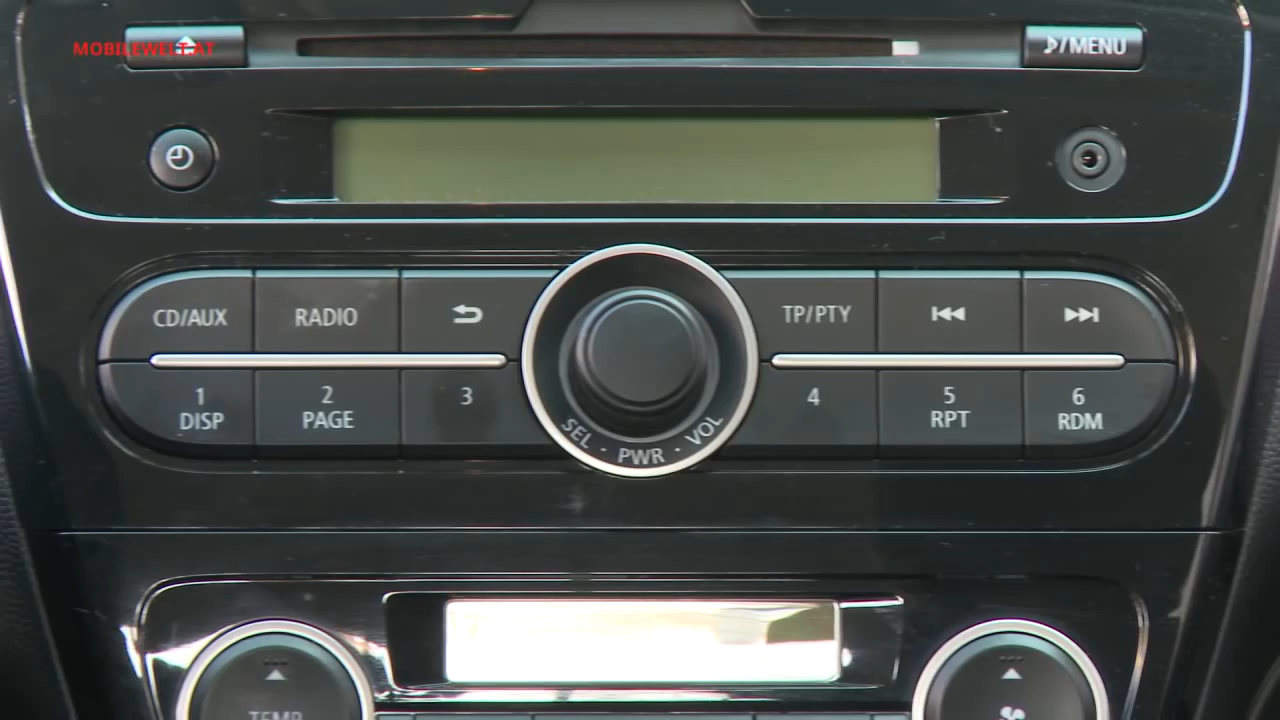 MOBILEWELT.AT
/MENU
CD/AUX
RADIO
TP/PTY
1
DISP
2
PAGE
3
4
5
RPT
6
RDM
SEL · PWR · VOL
TEMP